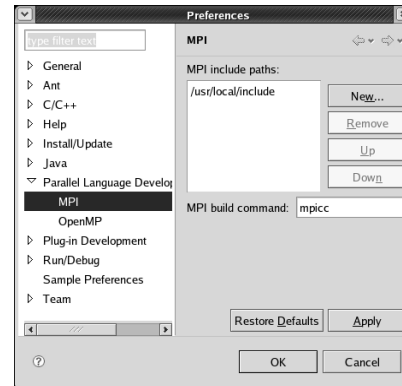 Preferences
type filter text
General
Ant
C/C++
Help
Install/Update
Java
Parallel Language Develop
MPI
OpenMP
Plug-in Development
Run/Debug
Sample Preferences
Team
MPI
MPI include paths:
/usr/local/include
New...
Remove
Up
Down
MPI build command: mpicc
Restore Defaults
Apply
?
OK
Cancel